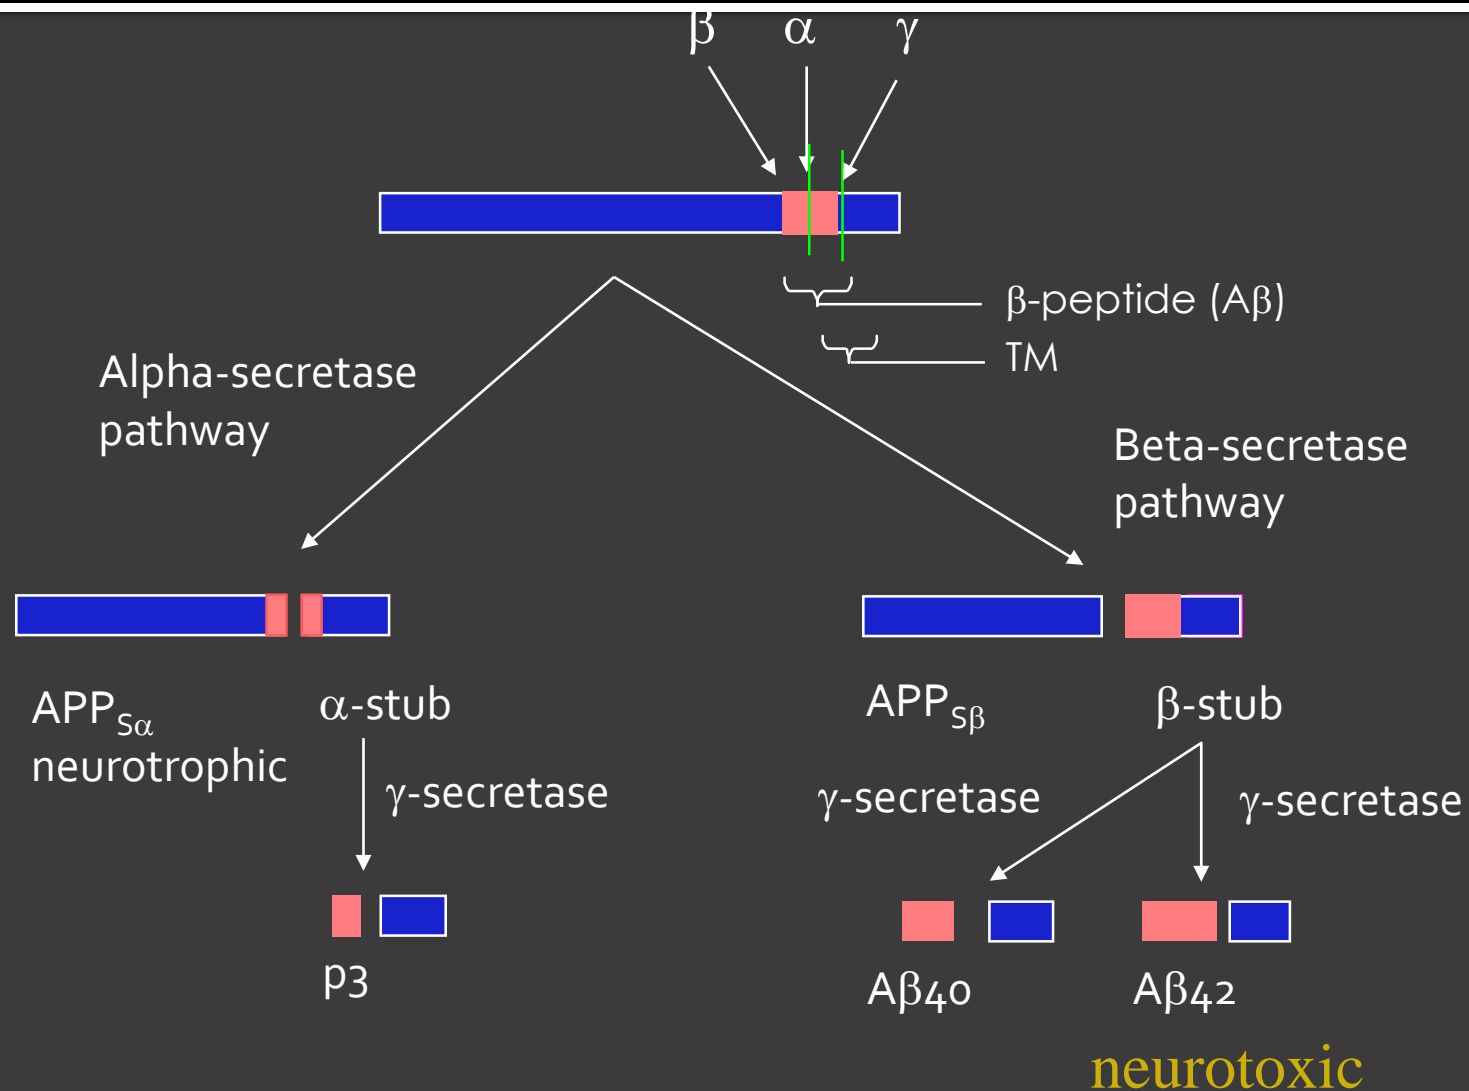 β α γ
β-peptide (Aβ)
TM
Alpha-secretase
pathway
Beta-secretase
pathway
APPSα
neurotrophic
α-stub
APPSβ
β-stub
γ-secretase
γ-secretase
γ-secretase
p3
Aβ40
Aβ42
neurotoxic